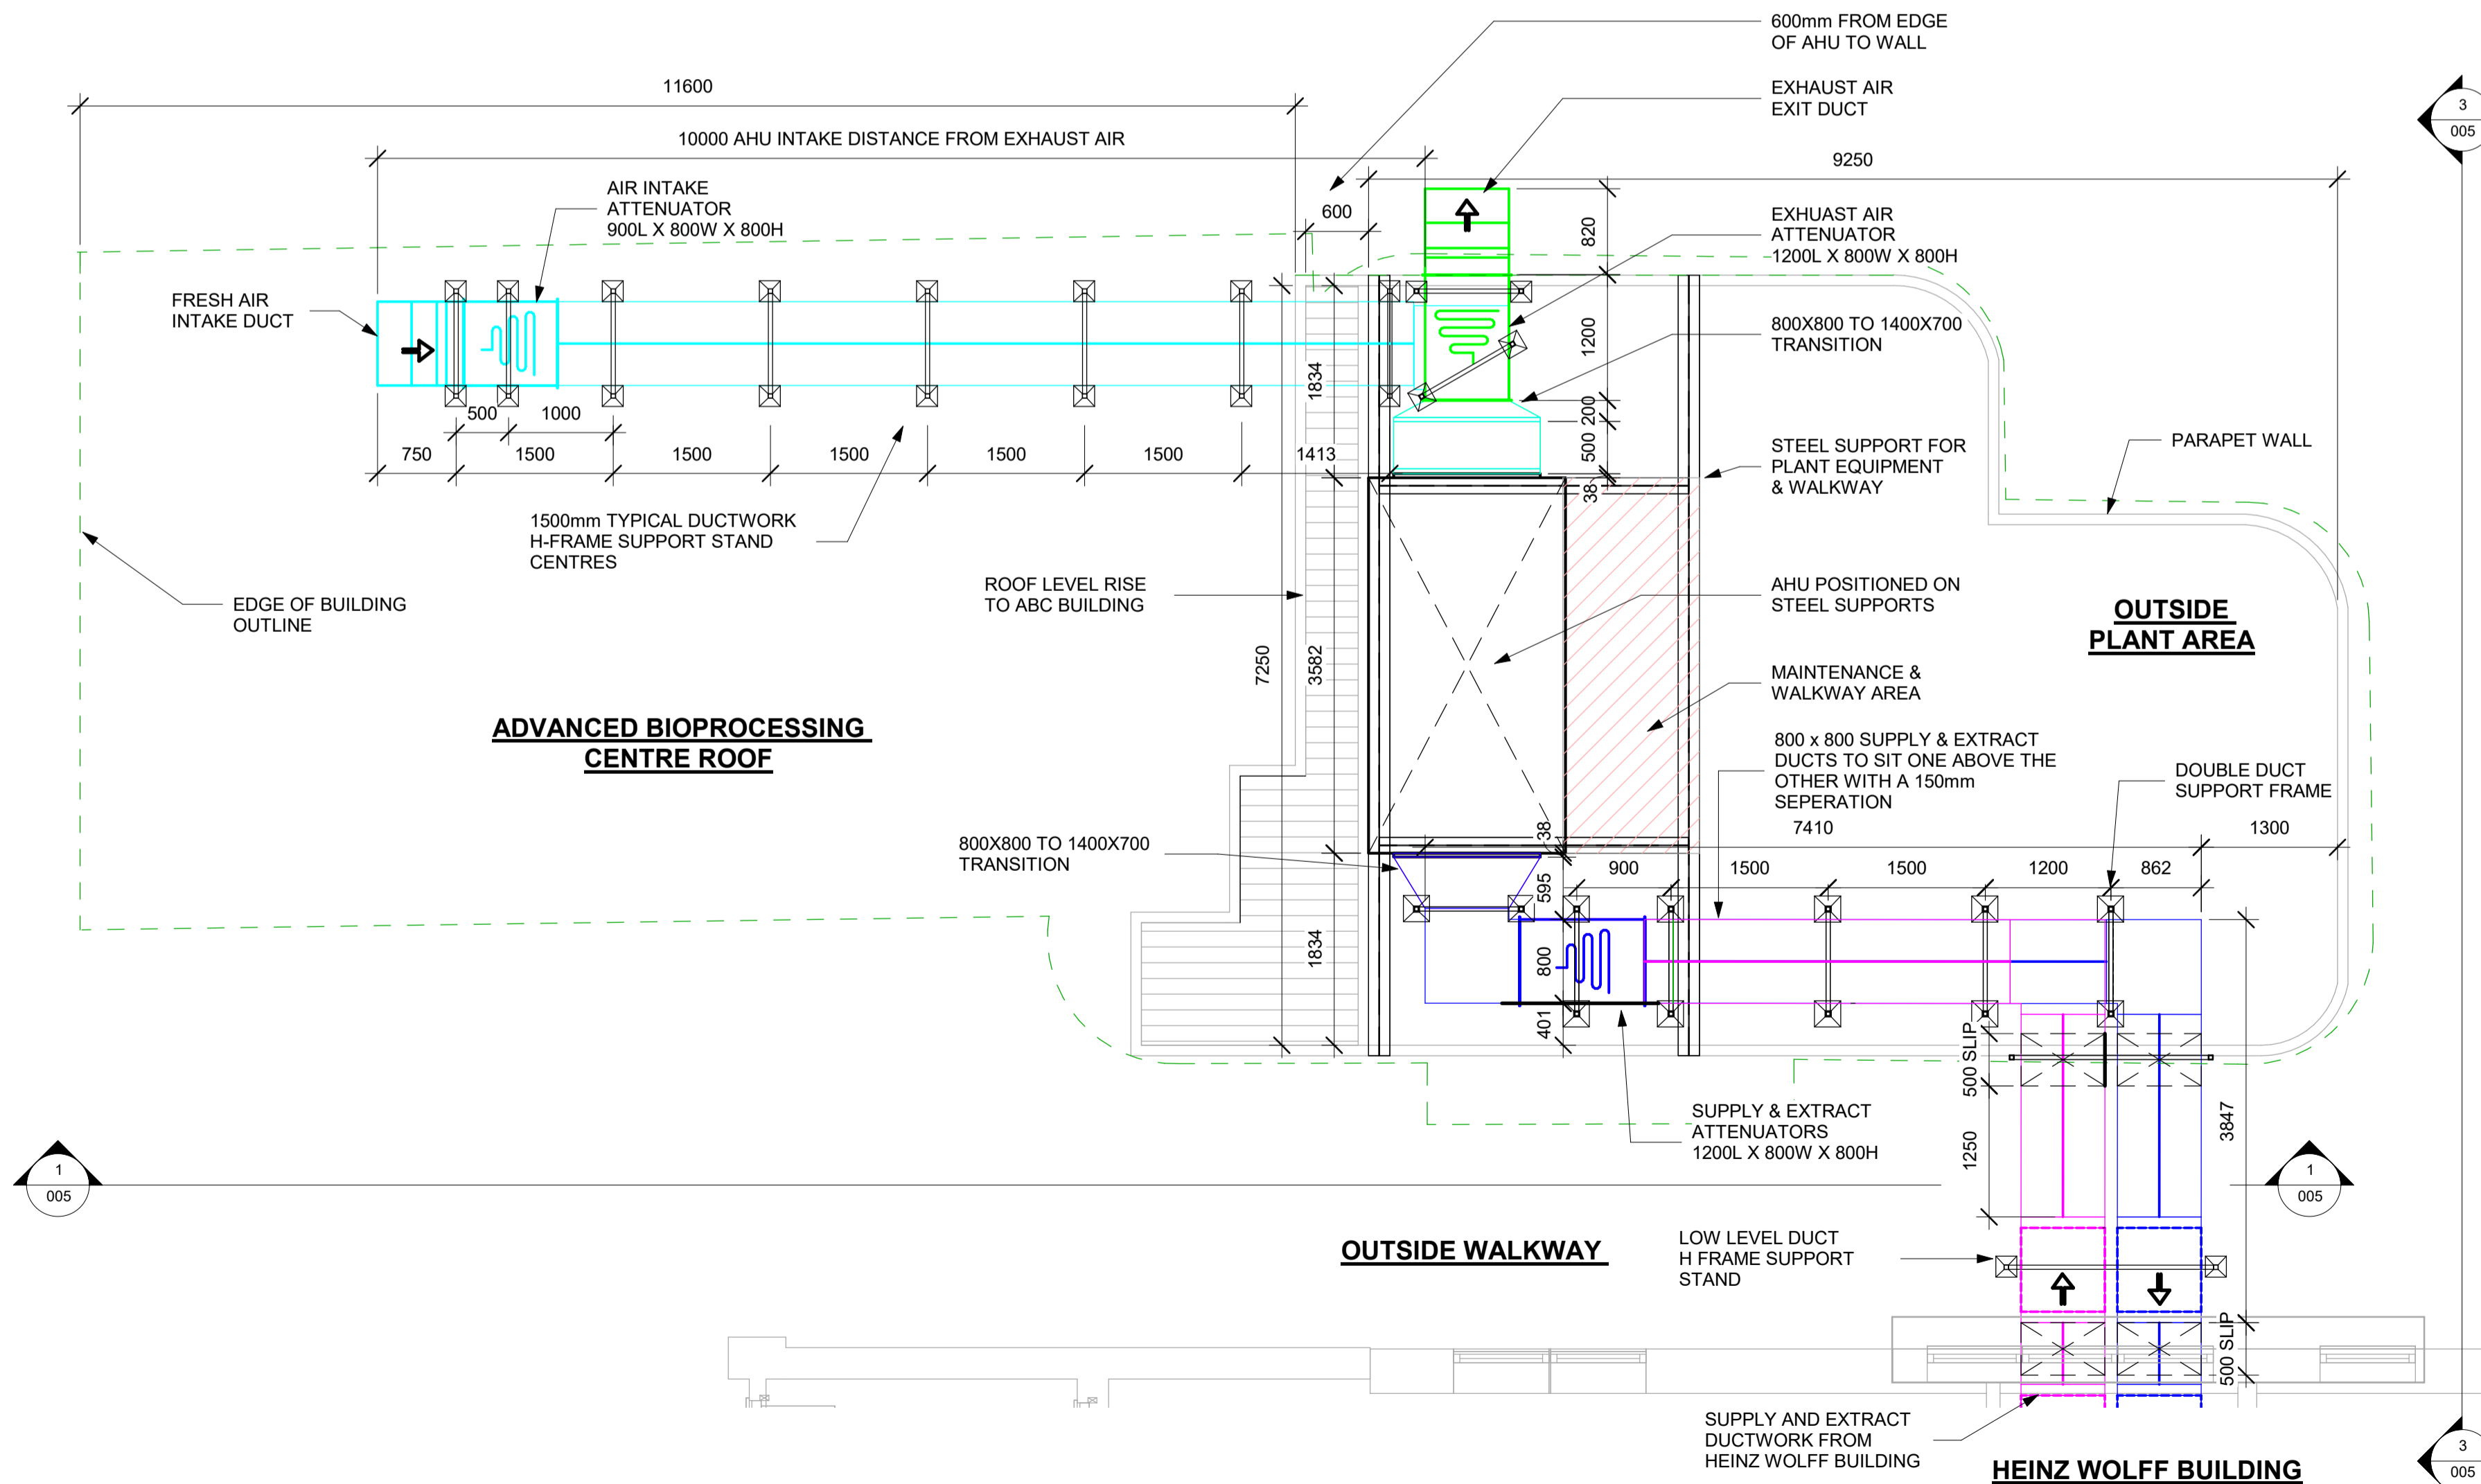 600mm FROM EDGE
OF AHU TO WALL
11600
EXHAUST AIR
EXIT DUCT
3
005
10000 AHU INTAKE DISTANCE FROM EXHAUST AIR
9250
AIR INTAKE
ATTENUATOR
900L X 800W X 800H
600
820
EXHUAST AIR
ATTENUATOR
1200L X 800W X 800H
FRESH AIR
INTAKE DUCT
800X800 TO 1400X700
TRANSITION
1200
1834
500
1000
200
750
1500
1500
1500
1500
1500
1413
500
38
STEEL SUPPORT FOR
PLANT EQUIPMENT
& WALKWAY
PARAPET WALL
1500mm TYPICAL DUCTWORK
H-FRAME SUPPORT STAND
CENTRES
ROOF LEVEL RISE
TO ABC BUILDING
AHU POSITIONED ON
STEEL SUPPORTS
EDGE OF BUILDING
OUTLINE
OUTSIDE
PLANT AREA
7250
3582
MAINTENANCE &
WALKWAY AREA
ADVANCED BIOPROCESSING
CENTRE ROOF
800 x 800 SUPPLY & EXTRACT
DUCTS TO SIT ONE ABOVE THE
OTHER WITH A 150mm
SEPERATION
DOUBLE DUCT
SUPPORT FRAME
7410
1300
38
800X800 TO 1400X700
TRANSITION
900
1500
1500
1200
862
595
1834
800
401
500 SLIP
SUPPLY & EXTRACT
ATTENUATORS
1200L X 800W X 800H
1250
3847
1
005
1
005
OUTSIDE WALKWAY
LOW LEVEL DUCT
H FRAME SUPPORT
STAND
500 SLIP
SUPPLY AND EXTRACT
DUCTWORK FROM
HEINZ WOLFF BUILDING
HEINZ WOLFF BUILDING
3
005